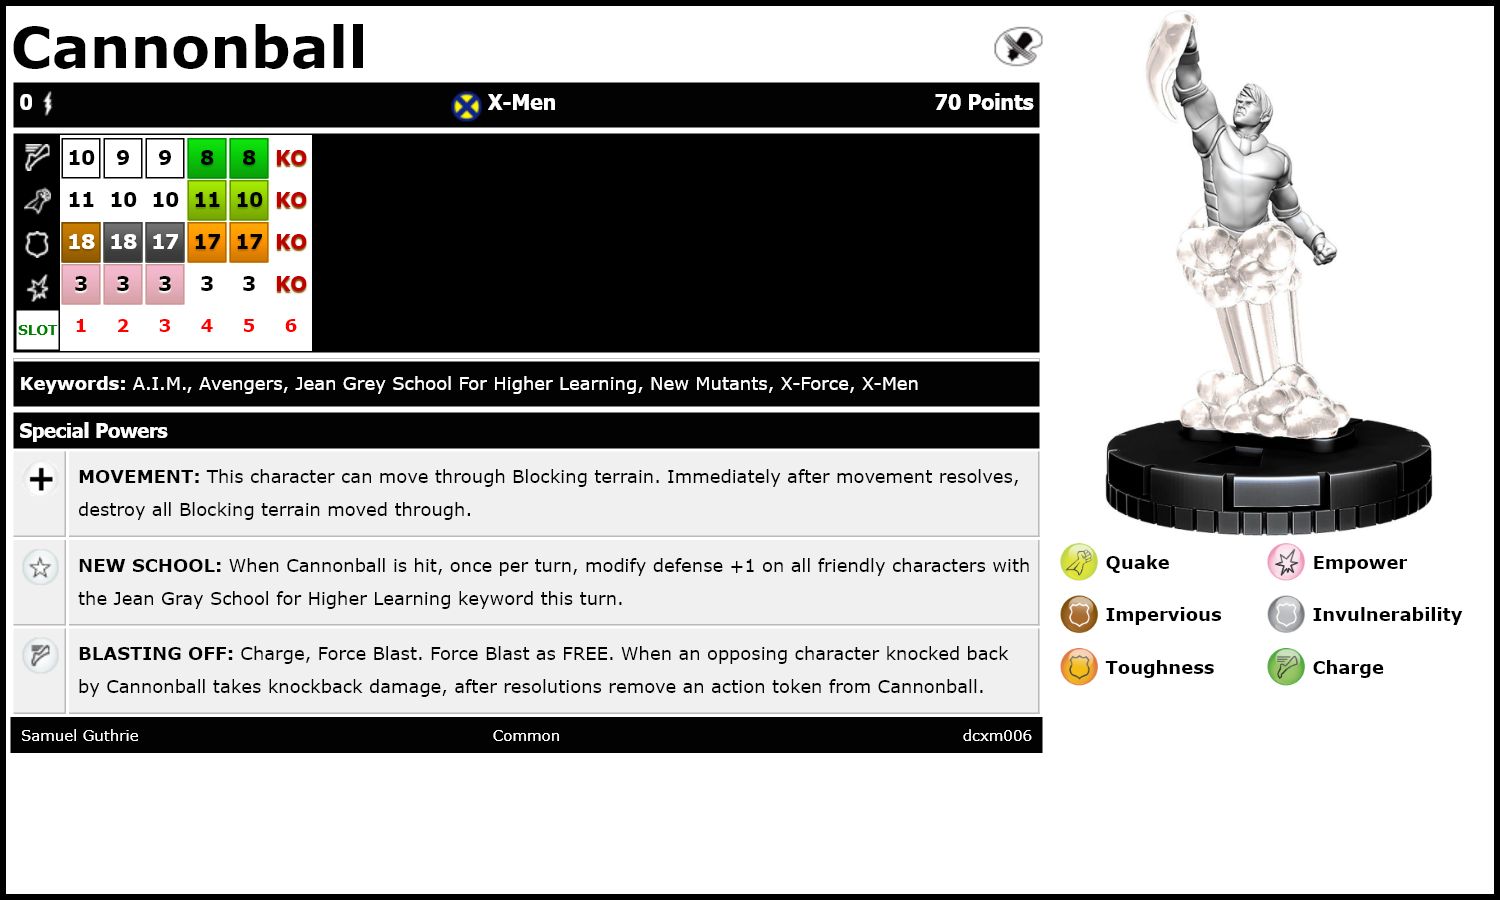 Cannonball
0 X-Men 70 Points
10 9 9 8 8 KO
11 10 10 11 10 KO
18 18 17 17 17 KO
3 3 3 3 3 KO
SLOT 1 2 3 4 5 6
Keywords: A.I.M., Avengers, Jean Grey School For Higher Learning, New Mutants, X-Force, X-Men
Special Powers
MOVEMENT: This character can move through Blocking terrain. Immediately after movement resolves,
destroy all Blocking terrain moved through.
NEW SCHOOL: When Cannonball is hit, once per turn, modify defense +1 on all friendly characters with
the Jean Gray School for Higher Learning keyword this turn.
BLASTING OFF: Charge, Force Blast. Force Blast as FREE. When an opposing character knocked back
by Cannonball takes knockback damage, after resolutions remove an action token from Cannonball.
Samuel Guthrie Common dcxm006
Quake Empower
Impervious Invulnerability
Toughness Charge